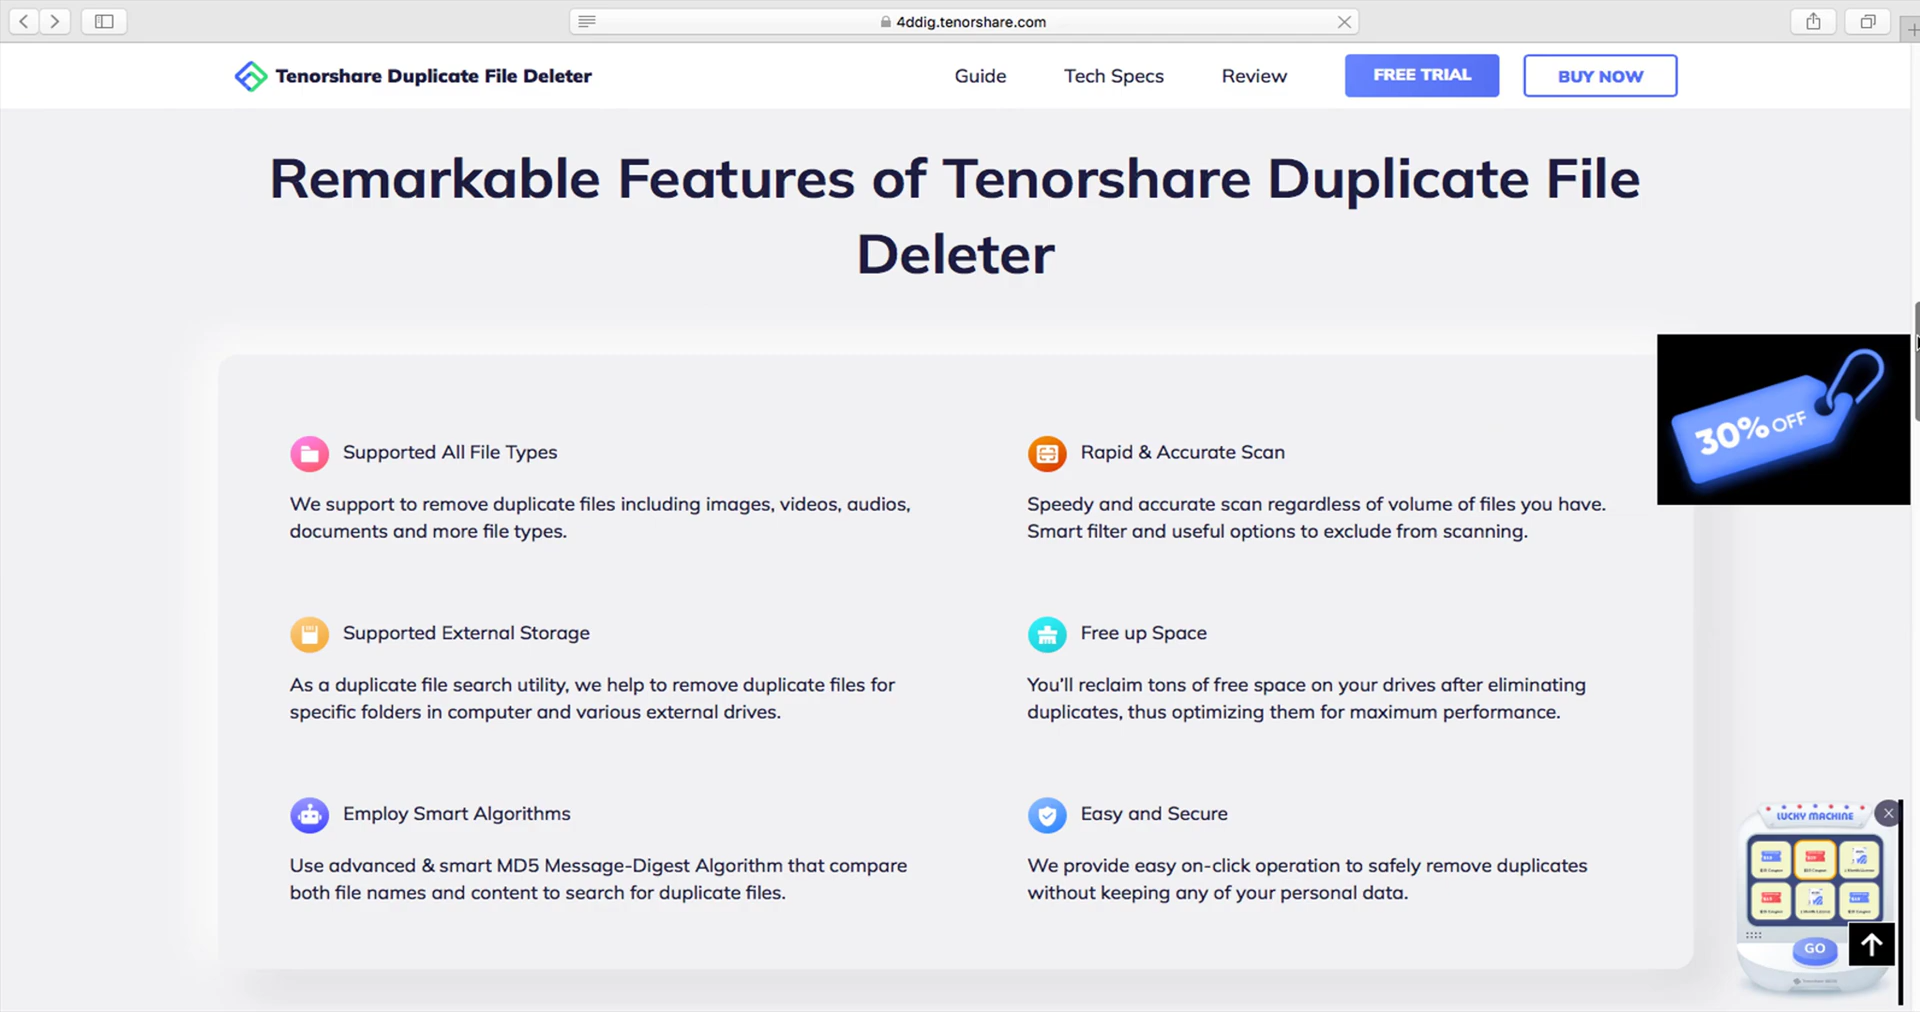 4ddig.tenorshare.com
Tenorshare Duplicate File Deleter
Guide
Tech Specs
Review
FREE TRIAL
BUY NOW
Remarkable Features of Tenorshare Duplicate File
Deleter
30% OFF
Supported All File Types
We support to remove duplicate files including images, videos, audios,
documents and more file types.
Rapid & Accurate Scan
Speedy and accurate scan regardless of volume of files you have.
Smart filter and useful options to exclude from scanning.
Supported External Storage
As a duplicate file search utility, we help to remove duplicate files for
specific folders in computer and various external drives.
Free up Space
You'll reclaim tons of free space on your drives after eliminating
duplicates, thus optimizing them for maximum performance.
Employ Smart Algorithms
Use advanced & smart MD5 Message-Digest Algorithm that compare
both file names and content to search for duplicate files.
Easy and Secure
We provide easy on-click operation to safely remove duplicates
without keeping any of your personal data.
LUCKY MACHINE
GO